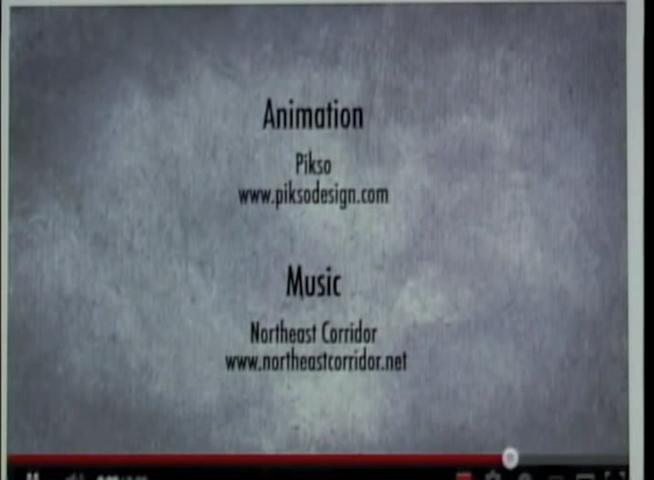 Animation
Pikso
www.piksodesign.com
Music
Northeast Corridor
www.northeastcorridor.net